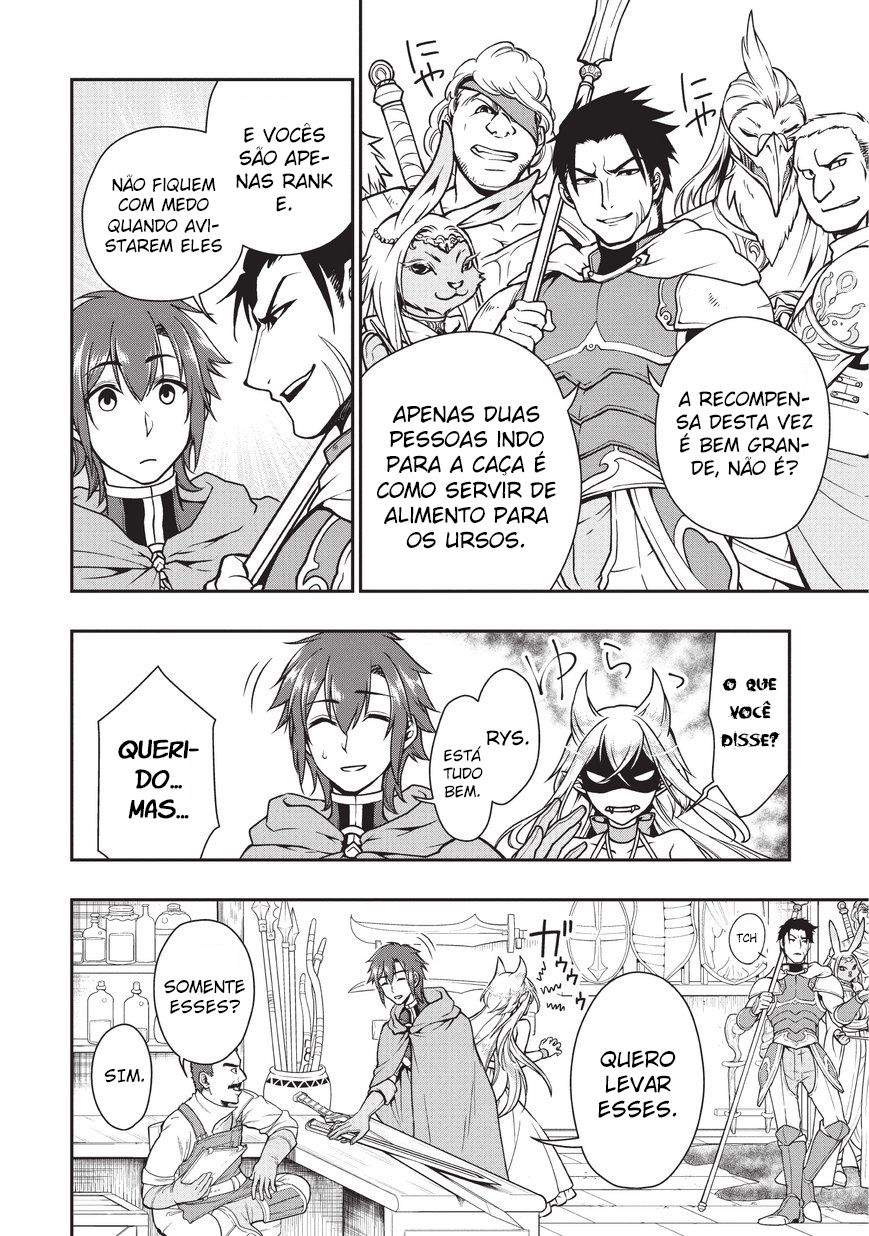 にや
にや
A RECOMPEN-
SA DESTA VEZ
É BEM GRAN-
DE, NÃO É?
APENAS DUAS
PESSOAS INDO
PARA A CAÇA É
COMO SERVIR DE
ALIMENTO PARA
OS URSOS.
E VOCÊS
SÃO APE-
NAS RANK
E.
NÃO FIQUEM
COM MEDO
QUANDO AVI-
STAREM ELES
O QUE
VOCÊ
DISSE?
ゆらっ
RYS.
ESTÁ
TUDO
BEM.
QUERI-
DO...
MAS...
TCH
QUERO
LEVAR
ESSES.
ガウウウ
SOMENTE
ESSES?
SIM.